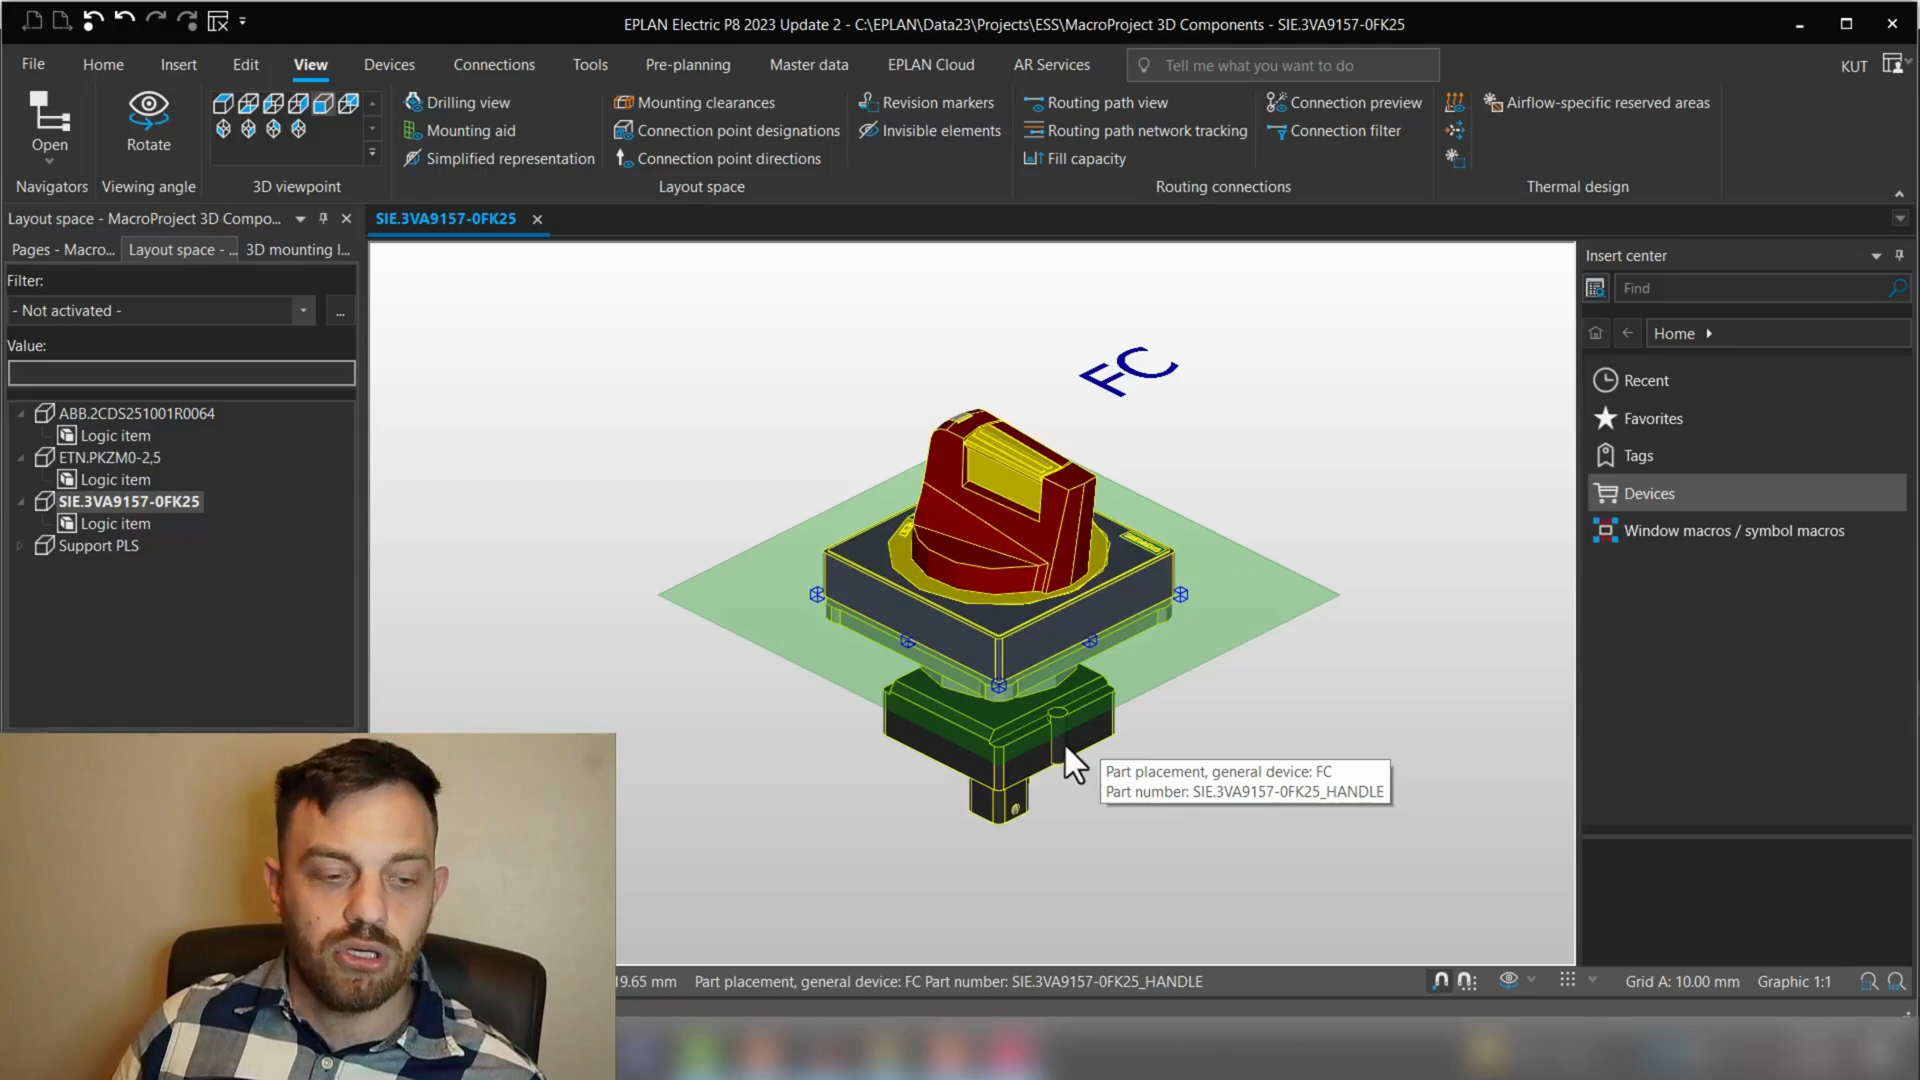 EPLAN Electric P8 2023 Update 2 - C:\EPLAN\Data23\Projects\ESS\MacroProject 3D Components - SIE.3VA9157-0FK25
File Home Insert Edit View Devices Connections Tools Pre-planning Master data EPLAN Cloud AR Services Tell me what you want to do KUT
Drilling view Mounting clearances Revision markers Routing path view Connection preview Airflow-specific reserved areas
Open Rotate Mounting aid Connection point designations Invisible elements Routing path network tracking Connection filter
Simplified representation Connection point directions Fill capacity
Navigators Viewing angle 3D viewpoint Layout space Routing connections Thermal design
Layout space - MacroProject 3D Compo...
SIE.3VA9157-0FK25
Pages - Macro... Layout space - ... 3D mounting l...
Filter:
- Not activated -
...
Value:
ABB.2CDS251001R0064
Logic item
ETN.PKZM0-2,5
Logic item
SIE.3VA9157-0FK25
Logic item
Support PLS
FC
Part placement, general device: FC
Part number: SIE.3VA9157-0FK25_HANDLE
Insert center
Find
Home
Recent
Favorites
Tags
Devices
Window macros / symbol macros
19.65 mm Part placement, general device: FC Part number: SIE.3VA9157-0FK25_HANDLE Grid A: 10.00 mm Graphic 1:1